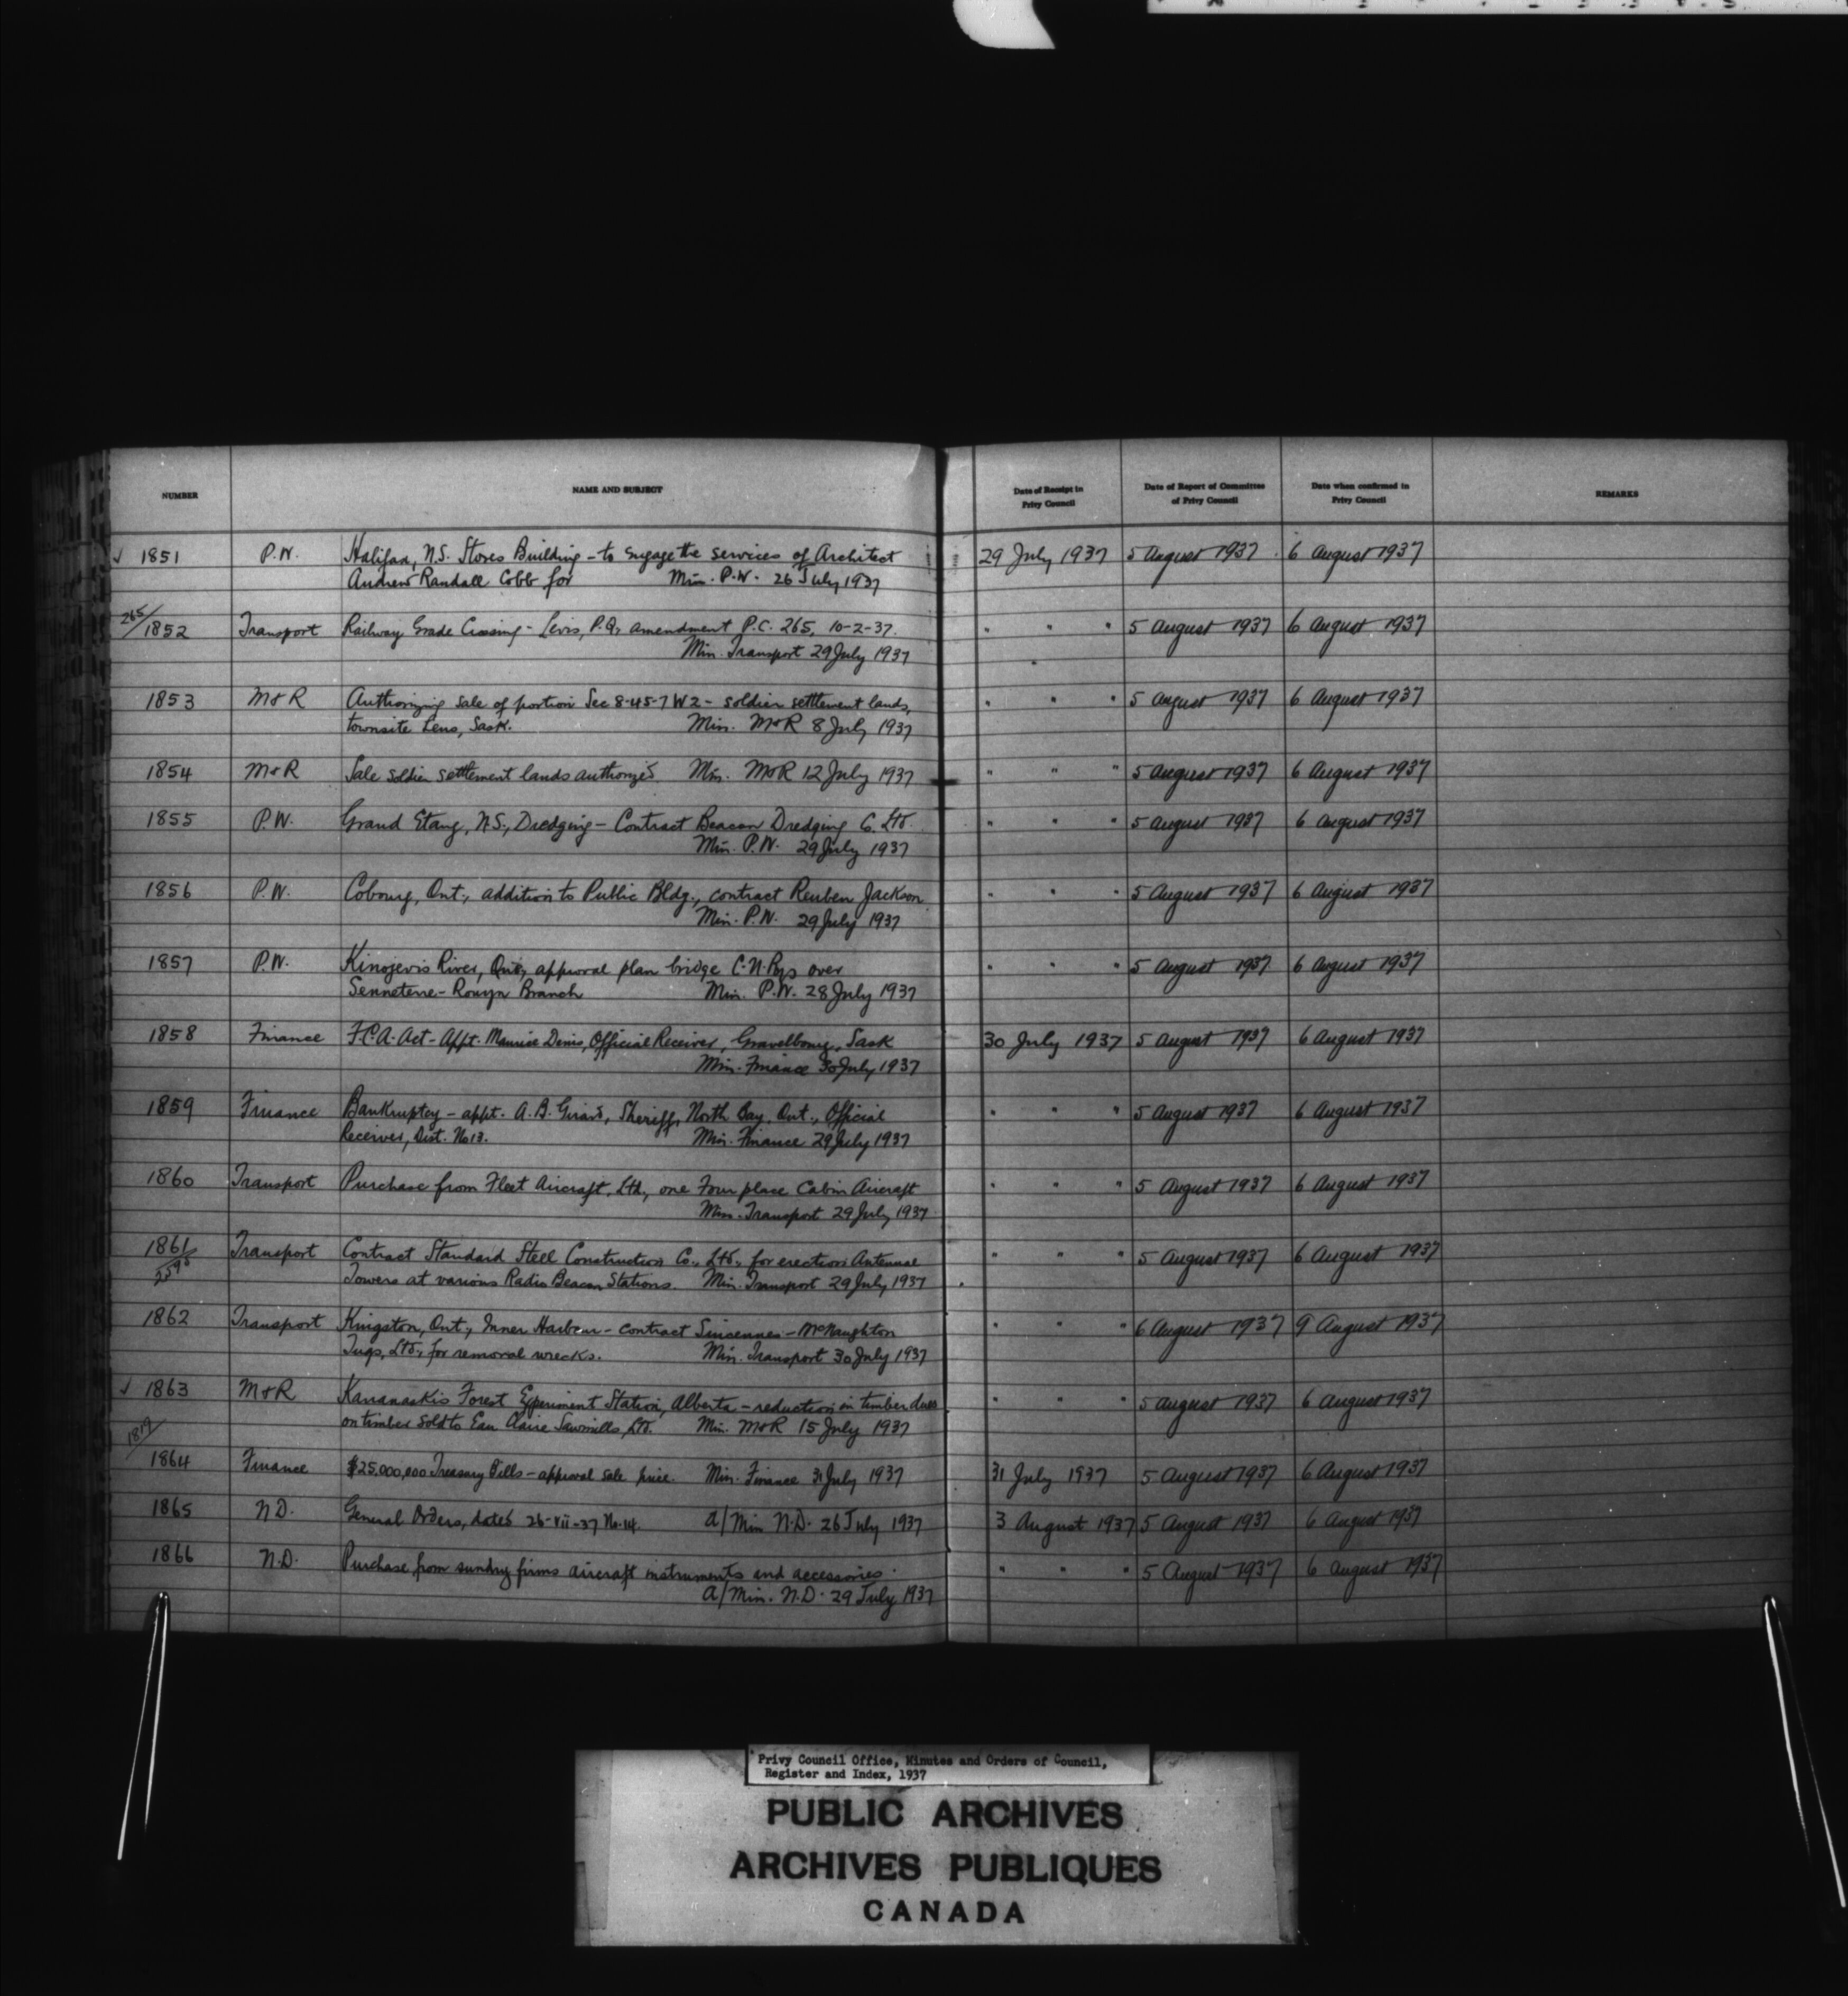 NUMBER NAME AND SUBJECT Date of Receipt in Privy Council Date of Report of Committee of Privy Council Date when confirmed in Privy Council REMARKS
✓ 1851 P.W. Halifax, N.S. Stores Building - to engage the services of Architect 29 July 1937 5 August 1937 6 August 1937
Andrew Randall Cobb for Min. P.W. 26 July 1937
265/1852 Transport Railway Grade Crossing - Levis, P.Q., amendment P.C. 265, 10-2-37. " " " 5 August 1937 6 August 1937
Min. Transport 29 July 1937
1853 M&R Authorizing sale of portion Sec 8-45-7 W2 - soldier settlement lands, " " " 5 August 1937 6 August 1937
townsite Lens, Sask. Min. M&R 8 July 1937
1854 M&R Sale soldier settlement lands authorized Min. M&R 12 July 1937 " " " 5 August 1937 6 August 1937
1855 P.W. Grand Etang, N.S., Dredging - Contract Beacon Dredging Co. Ltd. " " " 5 August 1937 6 August 1937
Min. P.W. 29 July 1937
1856 P.W. Cobourg, Ont., addition to Public Bldg., contract Reuben Jackson " " " 5 August 1937 6 August 1937
Min. P.W. 29 July 1937
1857 P.W. Kinojevis River, approval plan bridge C.N. Rys over " " " 5 August 1937 6 August 1937
Senneterre - Rouyn Branch Min. P.W. 28 July 1937
1858 Finance F.C.A. Act - Appt. Maurice Denis, Official Receiver, Gravelbourg, Sask 30 July 1937 5 August 1937 6 August 1937
Min. Finance 30 July 1937
1859 Finance Bankruptcy - appt. A.B. Girard, Sheriff, North Bay, Ont., Official " " " 5 August 1937 6 August 1937
Receiver, Dist. No 13. Min. Finance 29 July 1937
1860 Transport Purchase from Fleet Aircraft, Ltd., one Four place Cabin Aircraft " " " 5 August 1937 6 August 1937
Min. Transport 29 July 1937
1861 Transport Contract Standard Steel Construction Co., Ltd., for erection Antennae " " " 5 August 1937 6 August 1937
2595 Towers at various Radio Beacon Stations. Min. Transport 29 July 1937
1862 Transport Kingston, Ont., Inner Harbour - contract Sincennes - McNaughton " " " 6 August 1937 9 August 1937
Tugs, Ltd., for removal wrecks. Min. Transport 30 July 1937
✓ 1863 M&R Kananaskis Forest Experiment Station, Alberta - reduction in timber dues " " " 5 August 1937 6 August 1937
on timber sold to Eau Claire Sawmills, Ltd. Min. M&R 15 July 1937
1819/
1864 Finance $25,000,000 Treasury Bills - approval sale price. Min. Finance 31 July 1937 31 July 1937 5 August 1937 6 August 1937
1865 N.D. General Orders, dated 26-VII-37 No. 14. A/Min N.D. 26 July 1937 3 August 1937 5 August 1937 6 August 1937
1866 N.D. Purchase from sundry firms aircraft instruments and accessories. " " " 5 August 1937 6 August 1937
A/Min. N.D. 29 July 1937
Privy Council Office, Minutes and Orders of Council,
Register and Index, 1937
PUBLIC ARCHIVES
ARCHIVES PUBLIQUES
CANADA